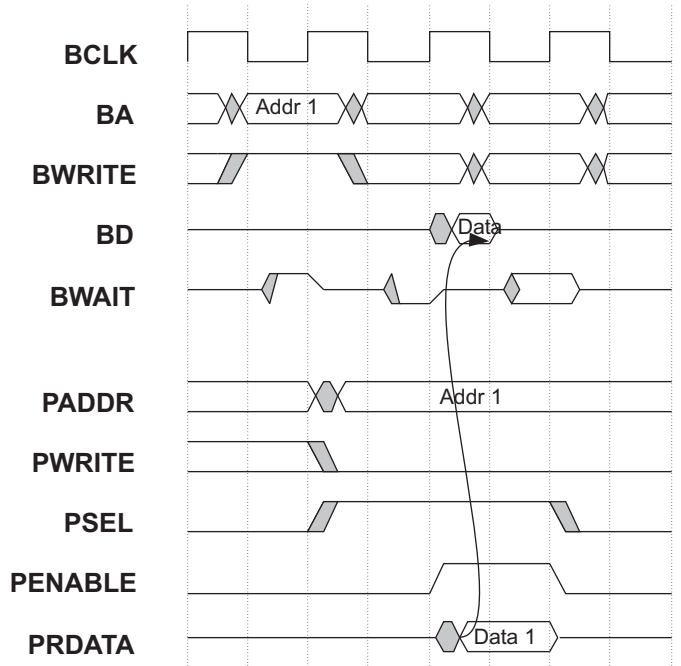 BCLK
BA Addr 1
BWRITE
BD Data
BWAIT
PADDR Addr 1
PWRITE
PSEL
PENABLE
PRDATA Data 1